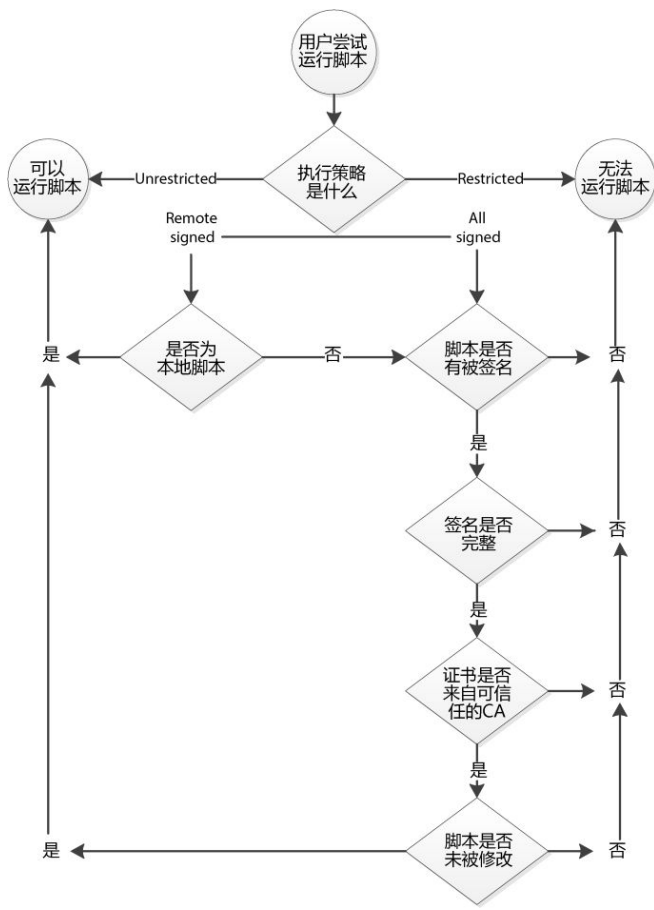 用户尝试
运行脚本
可以
运行脚本
Unrestricted
执行策略
是什么
Restricted
无法
运行脚本
Remote
signed
All
signed
是
是否为
本地脚本
否
脚本是否
有被签名
否
是
签名是否
完整
否
是
证书是否
来自可信
任的CA
否
是
是
脚本是否
未被修改
否